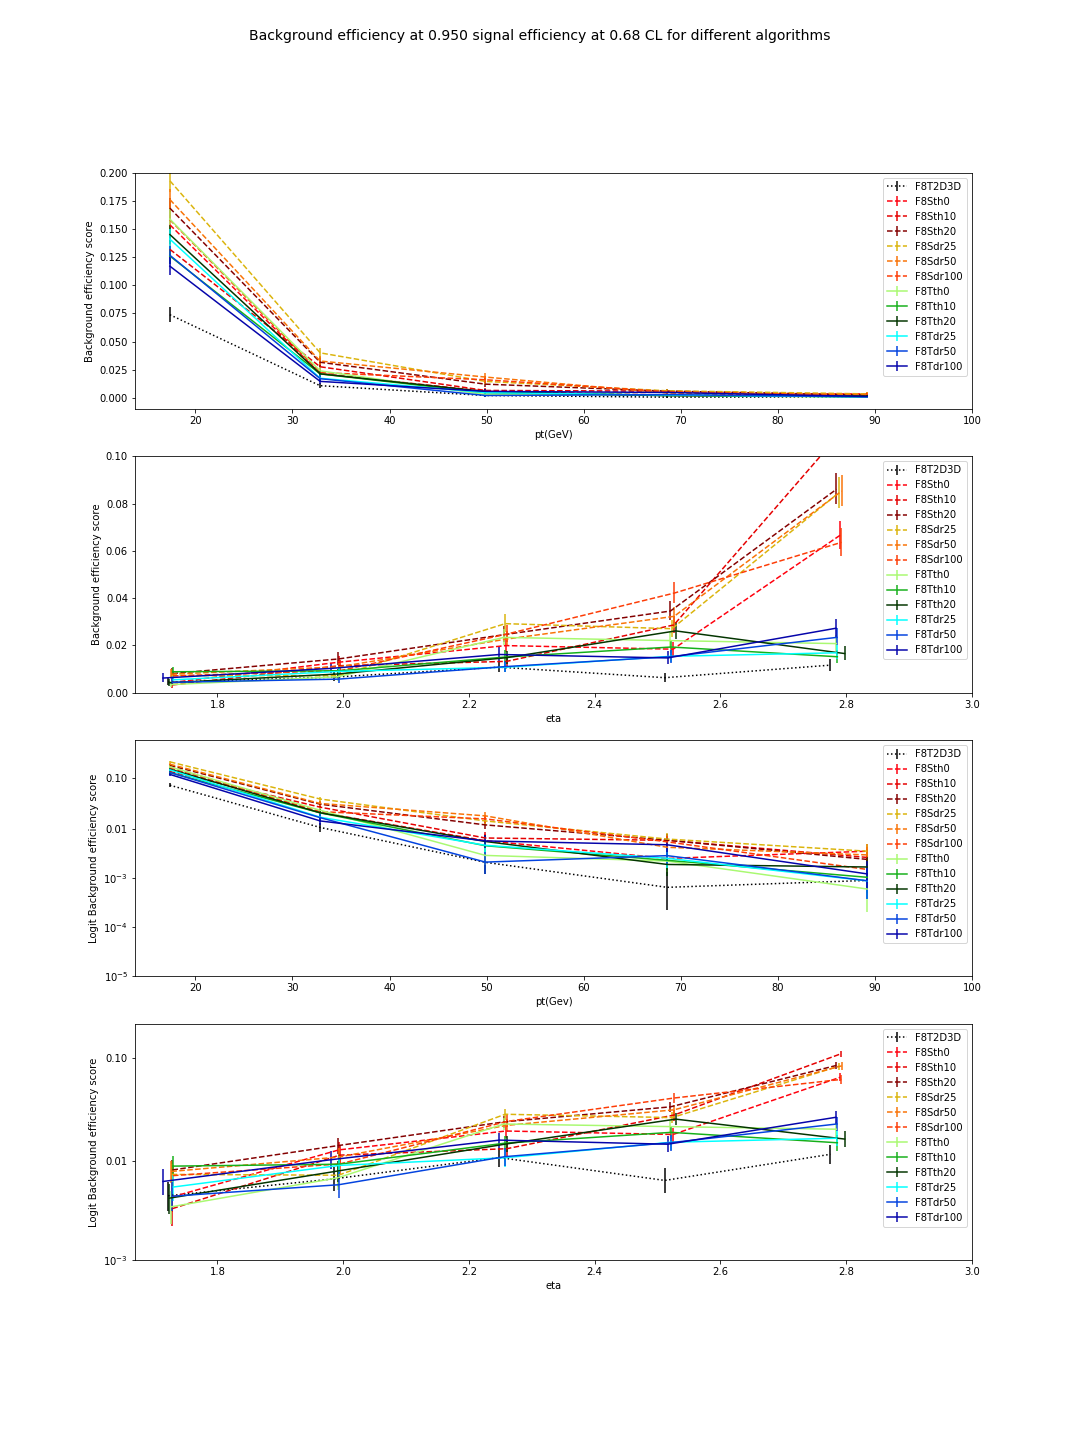 Background efficiency at 0.950 signal efficiency at 0.68 CL for different algorithms
Background efficiency score
0.200
0.175
0.150
0.125
0.100
0.075
0.050
0.025
0.000
20 30 40 50 60 70 80 90 100
pt(GeV)
F8T2D3D
F8Sth0
F8Sth10
F8Sth20
F8Sdr25
F8Sdr50
F8Sdr100
F8Tth0
F8Tth10
F8Tth20
F8Tdr25
F8Tdr50
F8Tdr100
Background efficiency score
0.10
0.08
0.06
0.04
0.02
0.00
1.8 2.0 2.2 2.4 2.6 2.8 3.0
eta
F8T2D3D
F8Sth0
F8Sth10
F8Sth20
F8Sdr25
F8Sdr50
F8Sdr100
F8Tth0
F8Tth10
F8Tth20
F8Tdr25
F8Tdr50
F8Tdr100
Logit Background efficiency score
0.10
0.01
10⁻³
10⁻⁴
10⁻⁵
20 30 40 50 60 70 80 90 100
pt(Gev)
F8T2D3D
F8Sth0
F8Sth10
F8Sth20
F8Sdr25
F8Sdr50
F8Sdr100
F8Tth0
F8Tth10
F8Tth20
F8Tdr25
F8Tdr50
F8Tdr100
Logit Background efficiency score
0.10
0.01
10⁻³
1.8 2.0 2.2 2.4 2.6 2.8 3.0
eta
F8T2D3D
F8Sth0
F8Sth10
F8Sth20
F8Sdr25
F8Sdr50
F8Sdr100
F8Tth0
F8Tth10
F8Tth20
F8Tdr25
F8Tdr50
F8Tdr100